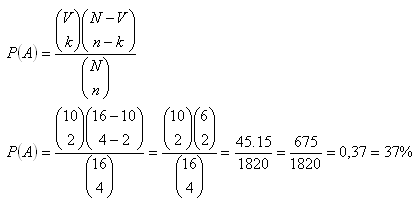 P(A) = (V k)(N − V n − k) / (N n)
P(A) = (10 2)(16 − 10 4 − 2) / (16 4) = (10 2)(6 2) / (16 4) = 45.15 / 1820 = 675 / 1820 = 0,37 = 37%